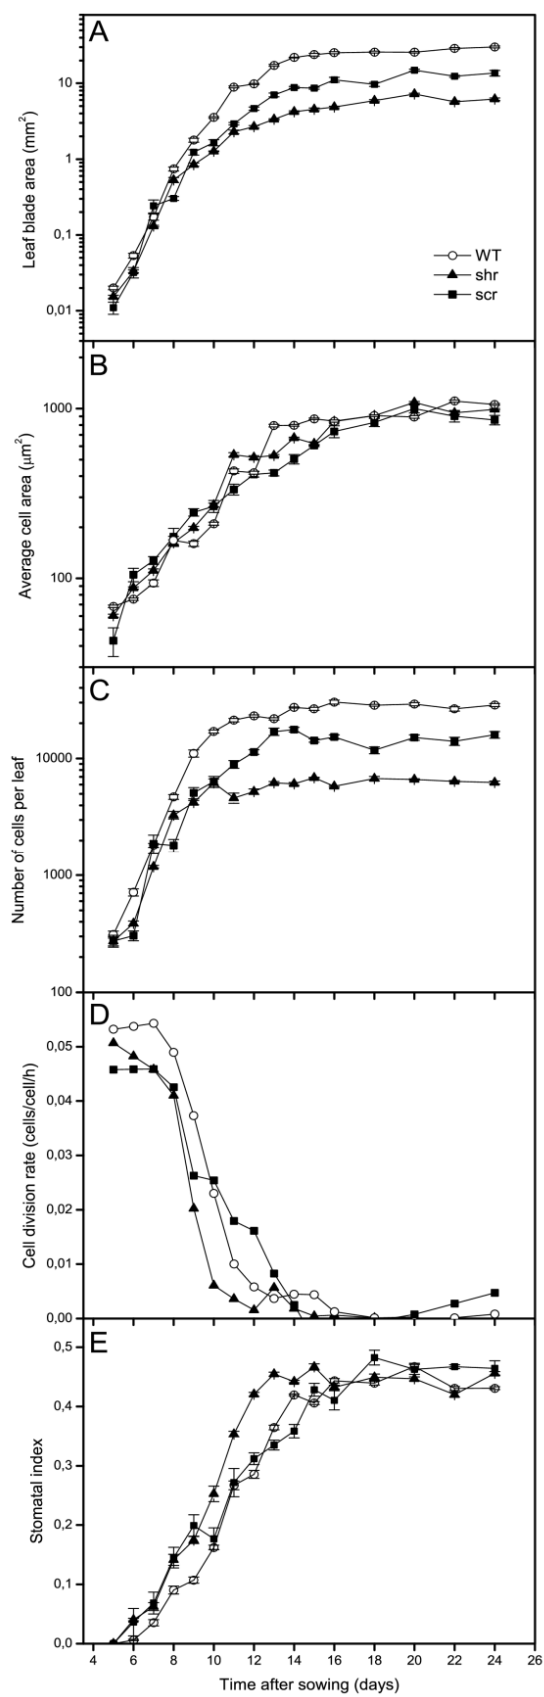 A
Leaf blade area (mm²)
10
1
0,1
0,01
WT
shr
scr
B
Average cell area (µm²)
1000
100
C
Number of cells per leaf
10000
1000
100
D
Cell division rate (cells/cell/h)
0,05
0,04
0,03
0,02
0,01
0,00
E
Stomatal index
0,5
0,4
0,3
0,2
0,1
0,0
4 6 8 10 12 14 16 18 20 22 24 26
Time after sowing (days)